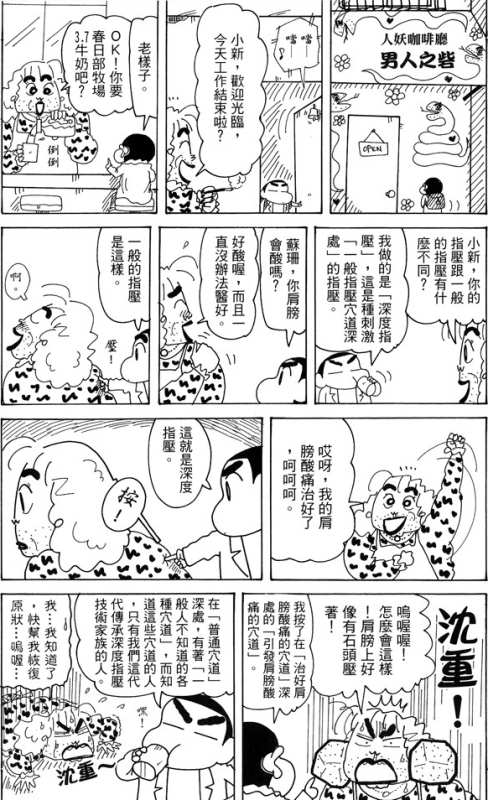 人妖咖啡廳
男人之砦
OPEN
噹
噹
小新,歡迎光臨,
今天工作結束啦?
老樣子。
OK!你要
春日部牧場
3.7牛奶吧?
倒倒
小新,你的
指壓跟一般
的指壓有什
麼不同?
我做的是「深度指
壓」,這是種刺激
「一般指壓穴道深
處」的指壓。
蘇珊,你肩膀
會酸嗎?
好酸喔,而且一
直沒辦法醫好。
一般的指壓
是這樣。
壓!
啊。
哎呀,我的肩
膀酸痛治好了
,呵呵呵。
這就是深度
指壓。
按!
沈重!
嗚喔喔!
怎麼會這樣
!肩膀上好
像有石頭壓
著!
我按了在「治好肩
膀酸痛的穴道」深
處的「引發肩膀酸
痛的穴道」。
在「普通穴道」
深處,有著「一
般人不知道的各
種穴道」,而知
道這些穴道的人
,只有我們這代
代傳承深度指壓
技術家族的人。
我…我知道了
,快幫我恢復
原狀…嗚喔…
沈重~